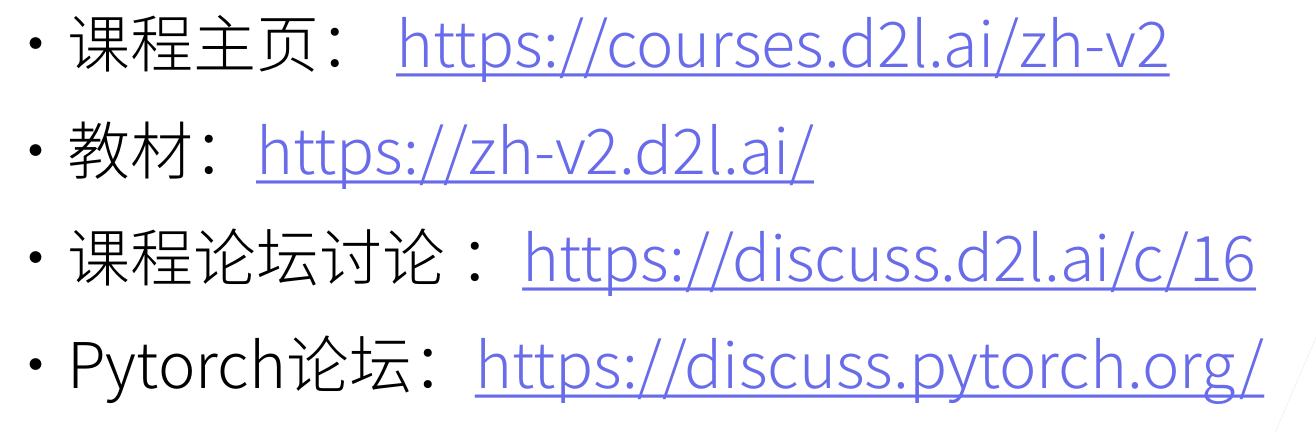 • 课程主页： https://courses.d2l.ai/zh-v2
• 教材：https://zh-v2.d2l.ai/
• 课程论坛讨论 ：https://discuss.d2l.ai/c/16
• Pytorch论坛：https://discuss.pytorch.org/